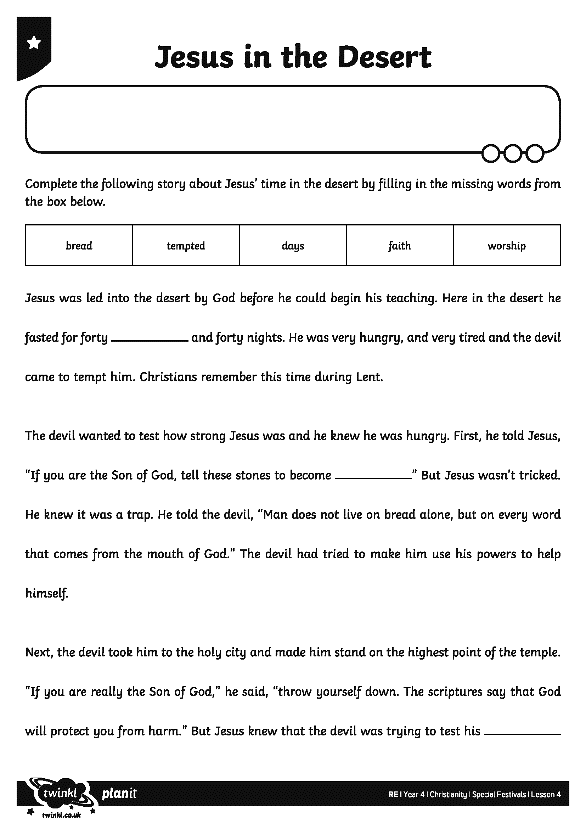 Jesus in the Desert
Complete the following story about Jesus' time in the desert by filling in the missing words from
the box below.
bread tempted days faith worship
Jesus was led into the desert by God before he could begin his teaching. Here in the desert he
fasted for forty ____________ and forty nights. He was very hungry, and very tired and the devil
came to tempt him. Christians remember this time during Lent.
The devil wanted to test how strong Jesus was and he knew he was hungry. First, he told Jesus,
"If you are the Son of God, tell these stones to become ____________." But Jesus wasn't tricked.
He knew it was a trap. He told the devil, "Man does not live on bread alone, but on every word
that comes from the mouth of God." The devil had tried to make him use his powers to help
himself.
Next, the devil took him to the holy city and made him stand on the highest point of the temple.
"If you are really the Son of God," he said, "throw yourself down. The scriptures say that God
will protect you from harm." But Jesus knew that the devil was trying to test his ____________
twinkl planit RE | Year 4 | Christianity | Special Festivals | Lesson 4
twinkl.co.uk